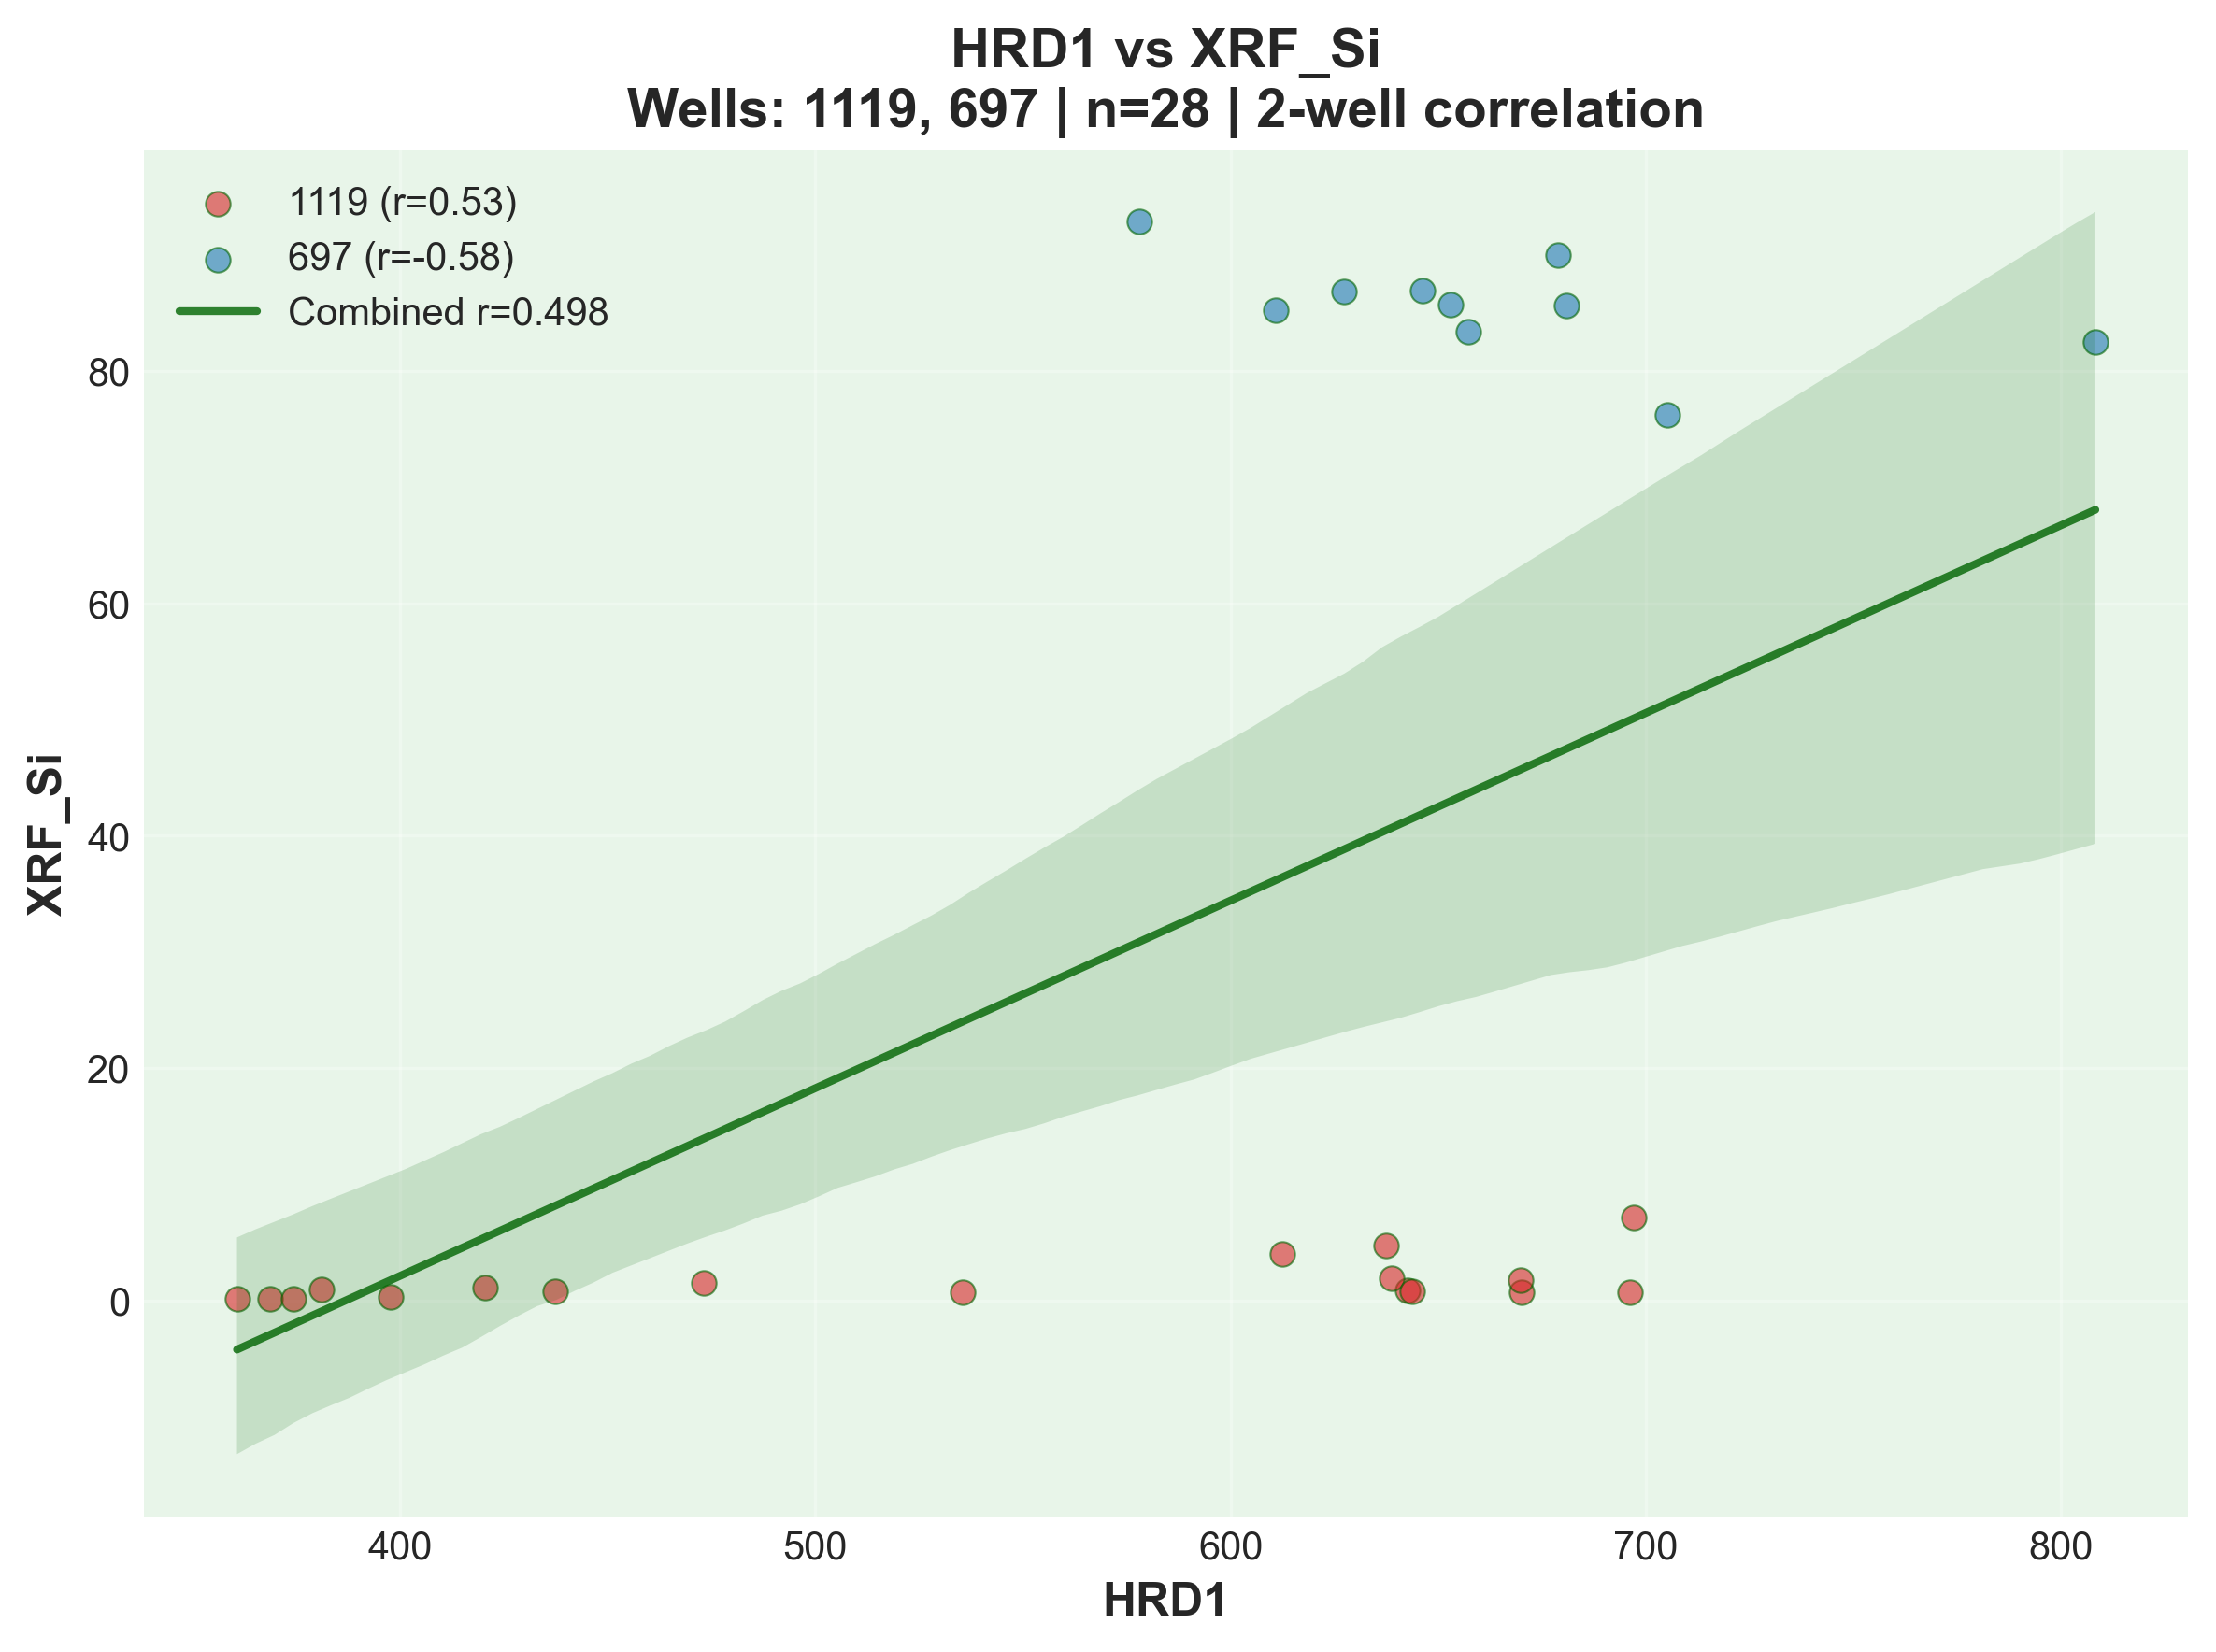 HRD1 vs XRF_Si
Wells: 1119, 697 | n=28 | 2-well correlation
1119 (r=0.53)
697 (r=-0.58)
Combined r=0.498
80
60
40
20
0
XRF_Si
400
500
600
700
800
HRD1